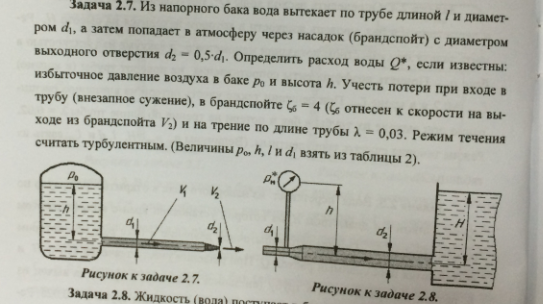 Задача 2.7. Из напорного бака вода вытекает по трубе длиной l и диамет-
ром d₁, а затем попадает в атмосферу через насадок (брандспойт) с диаметром
выходного отверстия d₂ = 0,5·d₁. Определить расход воды Q*, если известны:
избыточное давление воздуха в баке p₀ и высота h. Учесть потери при входе в
трубу (внезапное сужение), в брандспойте ζб = 4 (ζб отнесен к скорости на вы-
ходе из брандспойта V₂) и на трение по длине трубы λ = 0,03. Режим течения
считать турбулентным. (Величины p₀, h, l и d₁ взять из таблицы 2).
p₀
h
d₁
V₁
V₂
d₂
pм*
h
d₁
d₂
H
Рисунок к задаче 2.7.
Рисунок к задаче 2.8.
Задача 2.8. Жидкость (вода)